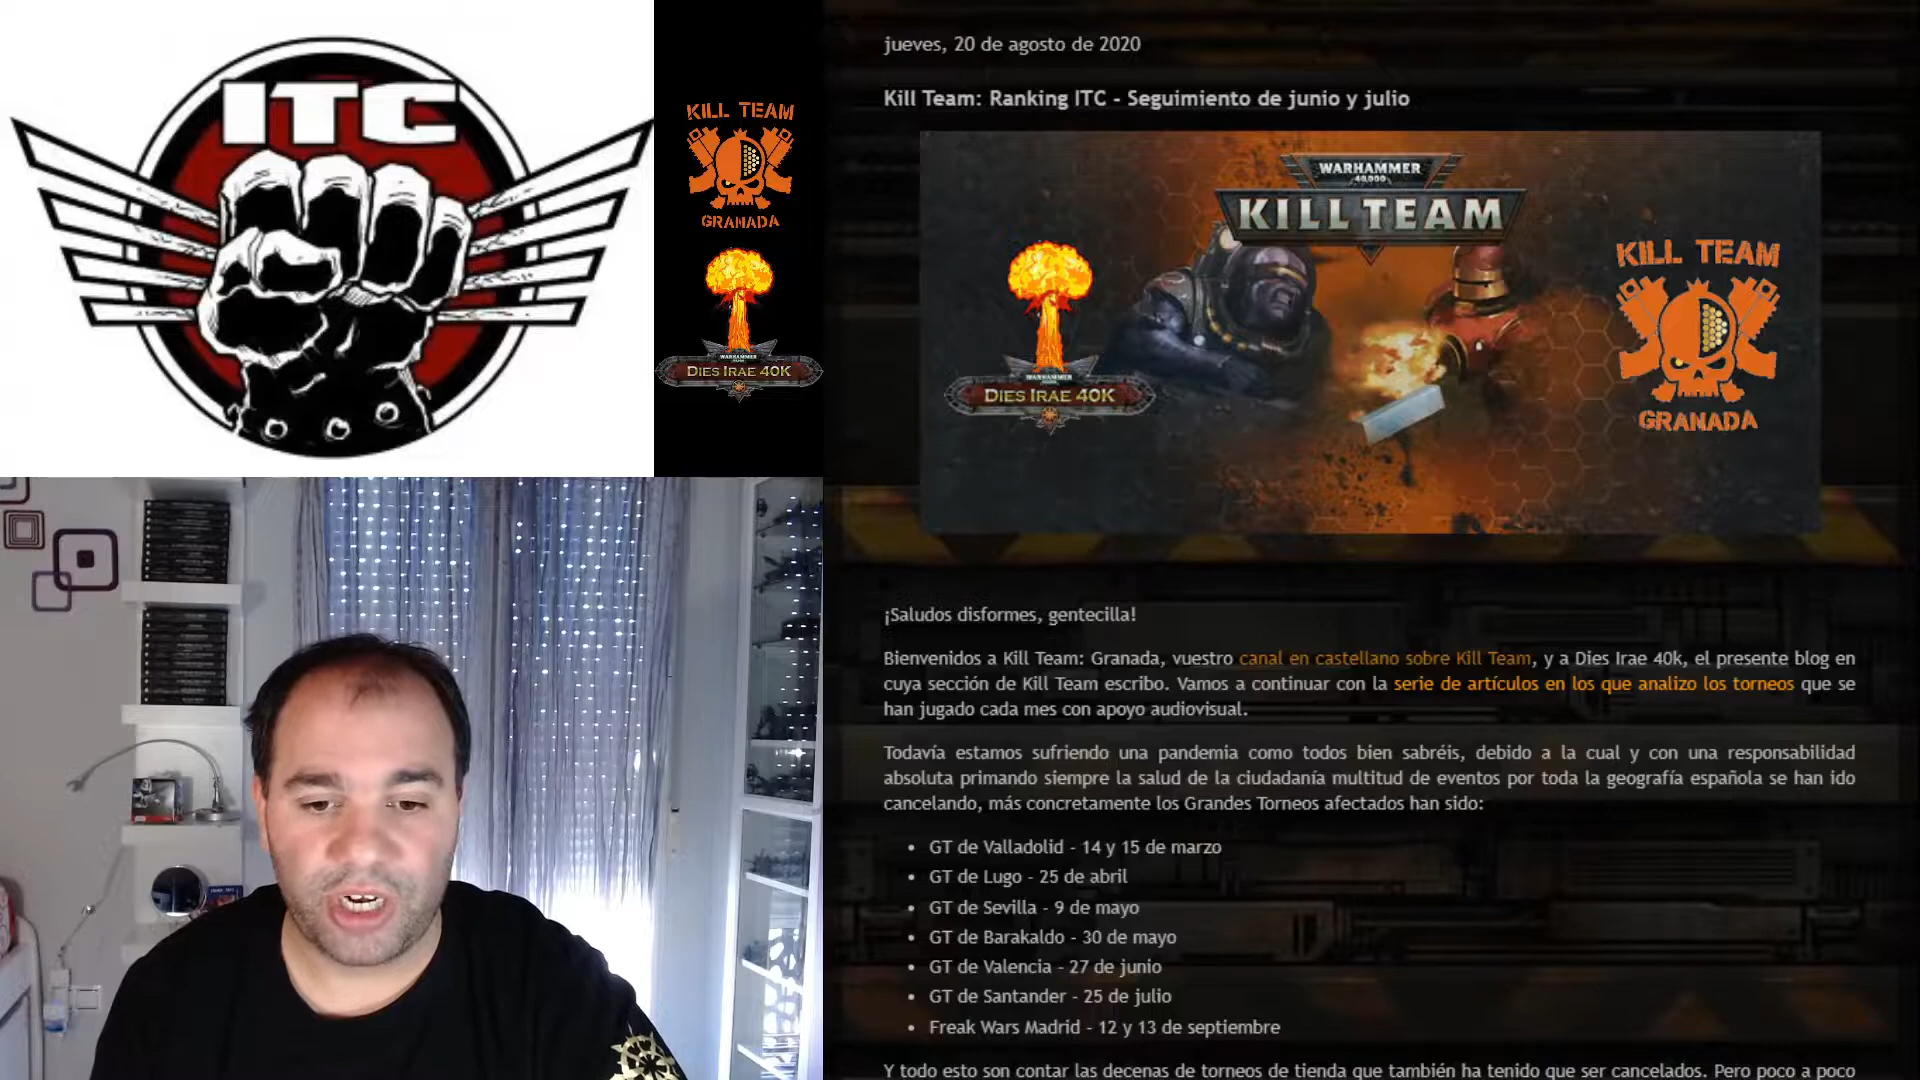 ITC
KILL TEAM
GRANADA
WARHAMMER
DIES IRAE 40K
jueves, 20 de agosto de 2020
Kill Team: Ranking ITC - Seguimiento de junio y julio
WARHAMMER
40,000
KILL TEAM
WARHAMMER
DIES IRAE 40K
KILL TEAM
GRANADA
¡Saludos disformes, gentecilla!
Bienvenidos a Kill Team: Granada, vuestro canal en castellano sobre Kill Team, y a Dies Irae 40k, el presente blog en
cuya sección de Kill Team escribo. Vamos a continuar con la serie de artículos en los que analizo los torneos que se
han jugado cada mes con apoyo audiovisual.
Todavía estamos sufriendo una pandemia como todos bien sabréis, debido a la cual y con una responsabilidad
absoluta primando siempre la salud de la ciudadanía multitud de eventos por toda la geografía española se han ido
cancelando, más concretamente los Grandes Torneos afectados han sido:
• GT de Valladolid - 14 y 15 de marzo
• GT de Lugo - 25 de abril
• GT de Sevilla - 9 de mayo
• GT de Barakaldo - 30 de mayo
• GT de Valencia - 27 de junio
• GT de Santander - 25 de julio
• Freak Wars Madrid - 12 y 13 de septiembre
Y todo esto son contar las decenas de torneos de tienda que también ha tenido que ser cancelados. Pero poco a poco